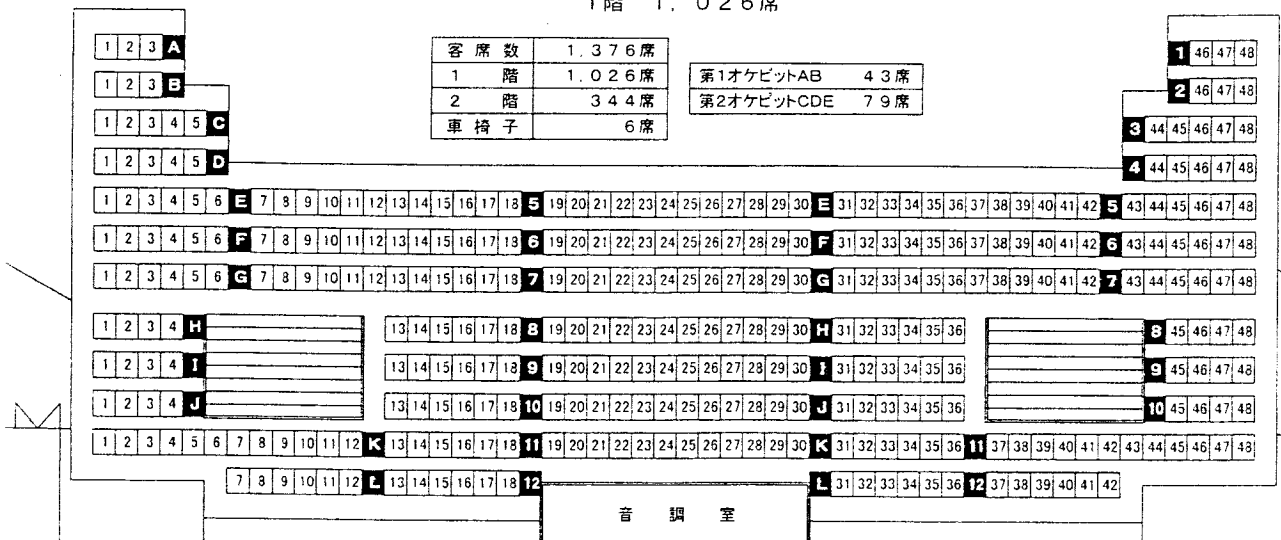 1階 1,026席
客席数 1,376席
1階 1,026席
2階 344席
車椅子 6席
第1オケピットAB 43席
第2オケピットCDE 79席
1 2 3 A 1 46 47 48
1 2 3 B 2 46 47 48
1 2 3 4 5 C 3 44 45 46 47 48
1 2 3 4 5 D 4 44 45 46 47 48
1 2 3 4 5 6 E 7 8 9 10 11 12 13 14 15 16 17 18 5 19 20 21 22 23 24 25 26 27 28 29 30 E 31 32 33 34 35 36 37 38 39 40 41 42 5 43 44 45 46 47 48
1 2 3 4 5 6 F 7 8 9 10 11 12 13 14 15 16 17 18 6 19 20 21 22 23 24 25 26 27 28 29 30 F 31 32 33 34 35 36 37 38 39 40 41 42 6 43 44 45 46 47 48
1 2 3 4 5 6 G 7 8 9 10 11 12 13 14 15 16 17 18 7 19 20 21 22 23 24 25 26 27 28 29 30 G 31 32 33 34 35 36 37 38 39 40 41 42 7 43 44 45 46 47 48
1 2 3 4 H 13 14 15 16 17 18 8 19 20 21 22 23 24 25 26 27 28 29 30 H 31 32 33 34 35 36 8 45 46 47 48
1 2 3 4 I 13 14 15 16 17 18 9 19 20 21 22 23 24 25 26 27 28 29 30 I 31 32 33 34 35 36 9 45 46 47 48
1 2 3 4 J 13 14 15 16 17 18 10 19 20 21 22 23 24 25 26 27 28 29 30 J 31 32 33 34 35 36 10 45 46 47 48
1 2 3 4 5 6 7 8 9 10 11 12 K 13 14 15 16 17 18 11 19 20 21 22 23 24 25 26 27 28 29 30 K 31 32 33 34 35 36 11 37 38 39 40 41 42 43 44 45 46 47 48
7 8 9 10 11 12 L 13 14 15 16 17 18 12 L 31 32 33 34 35 36 12 37 38 39 40 41 42
音調室